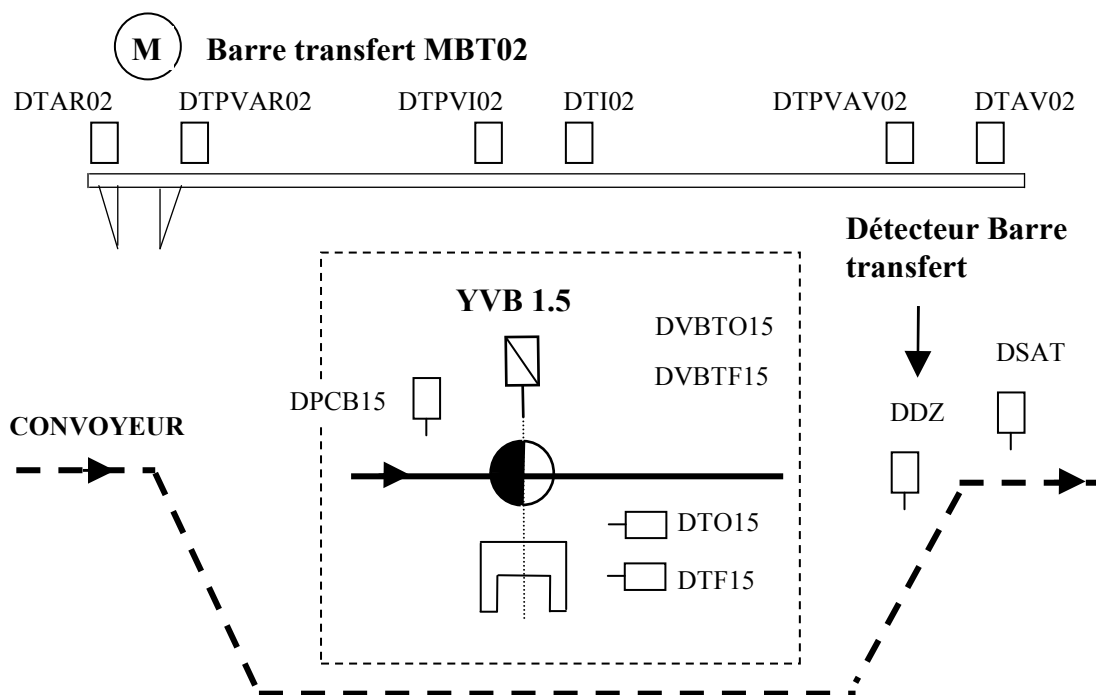 M
Barre transfert MBT02
DTAR02
DTPVAR02
DTPVI02
DTI02
DTPVAV02
DTAV02
Détecteur Barre
transfert
YVB 1.5
DVBTO15
DVBTF15
DSAT
DPCB15
DDZ
CONVOYEUR
DTO15
DTF15